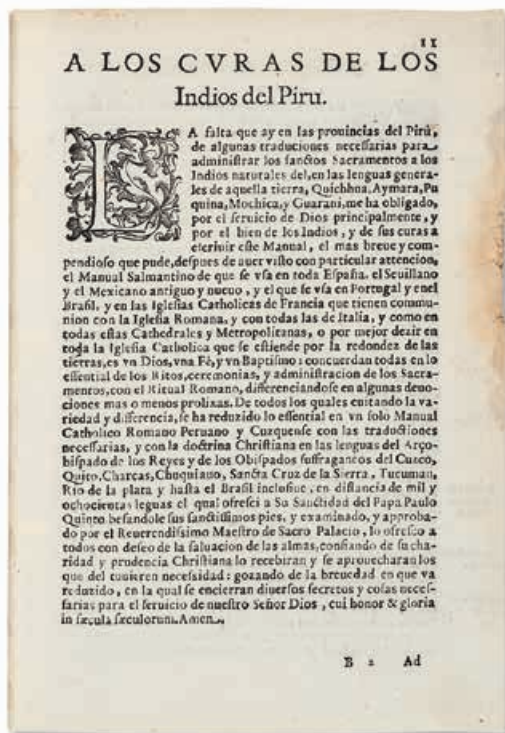 11
A LOS CVRAS DE LOS
Indios del Piru.
LA falta que ay en las prouincias del Pirù,
de algunas traduciones necessarias para
administrar los sanctos Sacramentos a los
Indios naturales del, en las lenguas genera-
les de aquella tierra, Quichhua, Aymara, Pu
quina, Mochica, y Guarani, me ha obligado,
por el seruicio de Dios principalmente, y
por el bien de los Indios, y de sus curas a
escriuir este Manual, el mas breue y com-
pendioso que pude, despues de auer visto con particular attencion,
el Manual Salmantino de que se vsa en toda España, el Seuillano
y el Mexicano antiguo y nueuo, y el que se vsa en Portugal y en el
Brasil, y en las Iglesias Catholicas de Francia que tienen commu-
nion con la Iglesia Romana, y con todas las de Italia, y como en
todas estas Cathedrales y Metropolitanas, o por mejor dezir en
toda la Iglesia Catholica que se estiende por la redondez de las
tierras, es vn Dios, vna Fè, y vn Baptismo: concuerdan todas en lo
essential de los Ritos, ceremonias, y administracion de los Sacra-
mentos, con el Ritual Romano, differenciandose en algunas deuo-
ciones mas o menos prolixas. De todos los quales euitando la va-
riedad y differencia, se ha reduzido lo essential en vn solo Manual
Catholico Romano Peruano y Cuzquense con las traductiones
necessarias, y con la doctrina Christiana en las lenguas del Arço-
bispado de los Reyes y de los Obispados suffraganeos del Cuzco,
Quito, Charcas, Chuquiauo, Sancta Cruz de la Sierra, Tucuman,
Rio de la plata y hasta el Brasil inclusiue, en distancia de mil y
ochocientas leguas el qual ofresci a Su Sanctidad del Papa Paulo
Quinto besandole sus sanctissimos pies, y examinado, y approba-
do por el Reuerendissimo Maestro de Sacro Palacio, lo ofresco a
todos con deseo de la saluacion de las almas, confiando de su cha-
ridad y prudencia Christiana lo recebiran y se aprouecharan los
que del tuuieren necessidad: gozando de la breuedad en que va
reduzido, en la qual se encierran diuersos secretos y cosas neces-
sarias para el seruicio de nuestro Señor Dios, cui honor & gloria
in sæcula sæculorum. Amen.
B 2 Ad